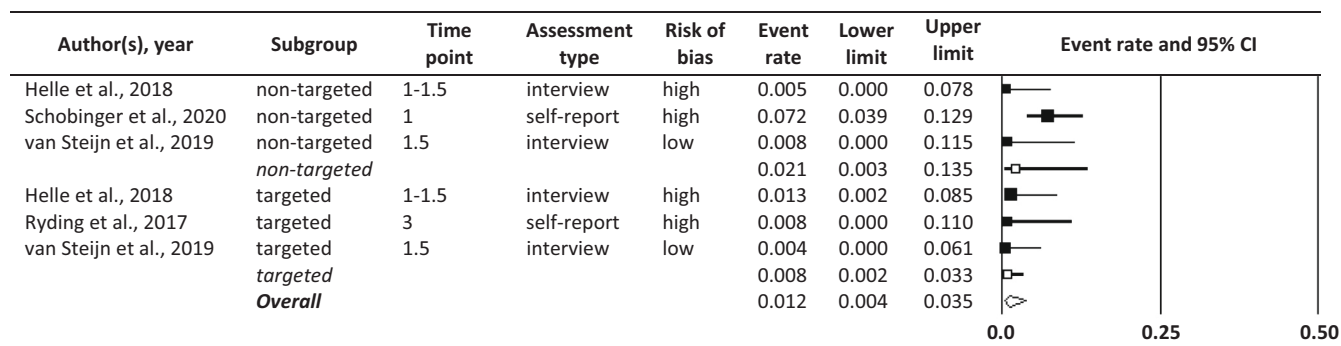 Author(s), year Subgroup Time point Assessment type Risk of bias Event rate Lower limit Upper limit Event rate and 95% CI
Helle et al., 2018 non-targeted 1-1.5 interview high 0.005 0.000 0.078
Schobinger et al., 2020 non-targeted 1 self-report high 0.072 0.039 0.129
van Steijn et al., 2019 non-targeted 1.5 interview low 0.008 0.000 0.115
non-targeted 0.021 0.003 0.135
Helle et al., 2018 targeted 1-1.5 interview high 0.013 0.002 0.085
Ryding et al., 2017 targeted 3 self-report high 0.008 0.000 0.110
van Steijn et al., 2019 targeted 1.5 interview low 0.004 0.000 0.061
targeted 0.008 0.002 0.033
Overall 0.012 0.004 0.035
0.0 0.25 0.50